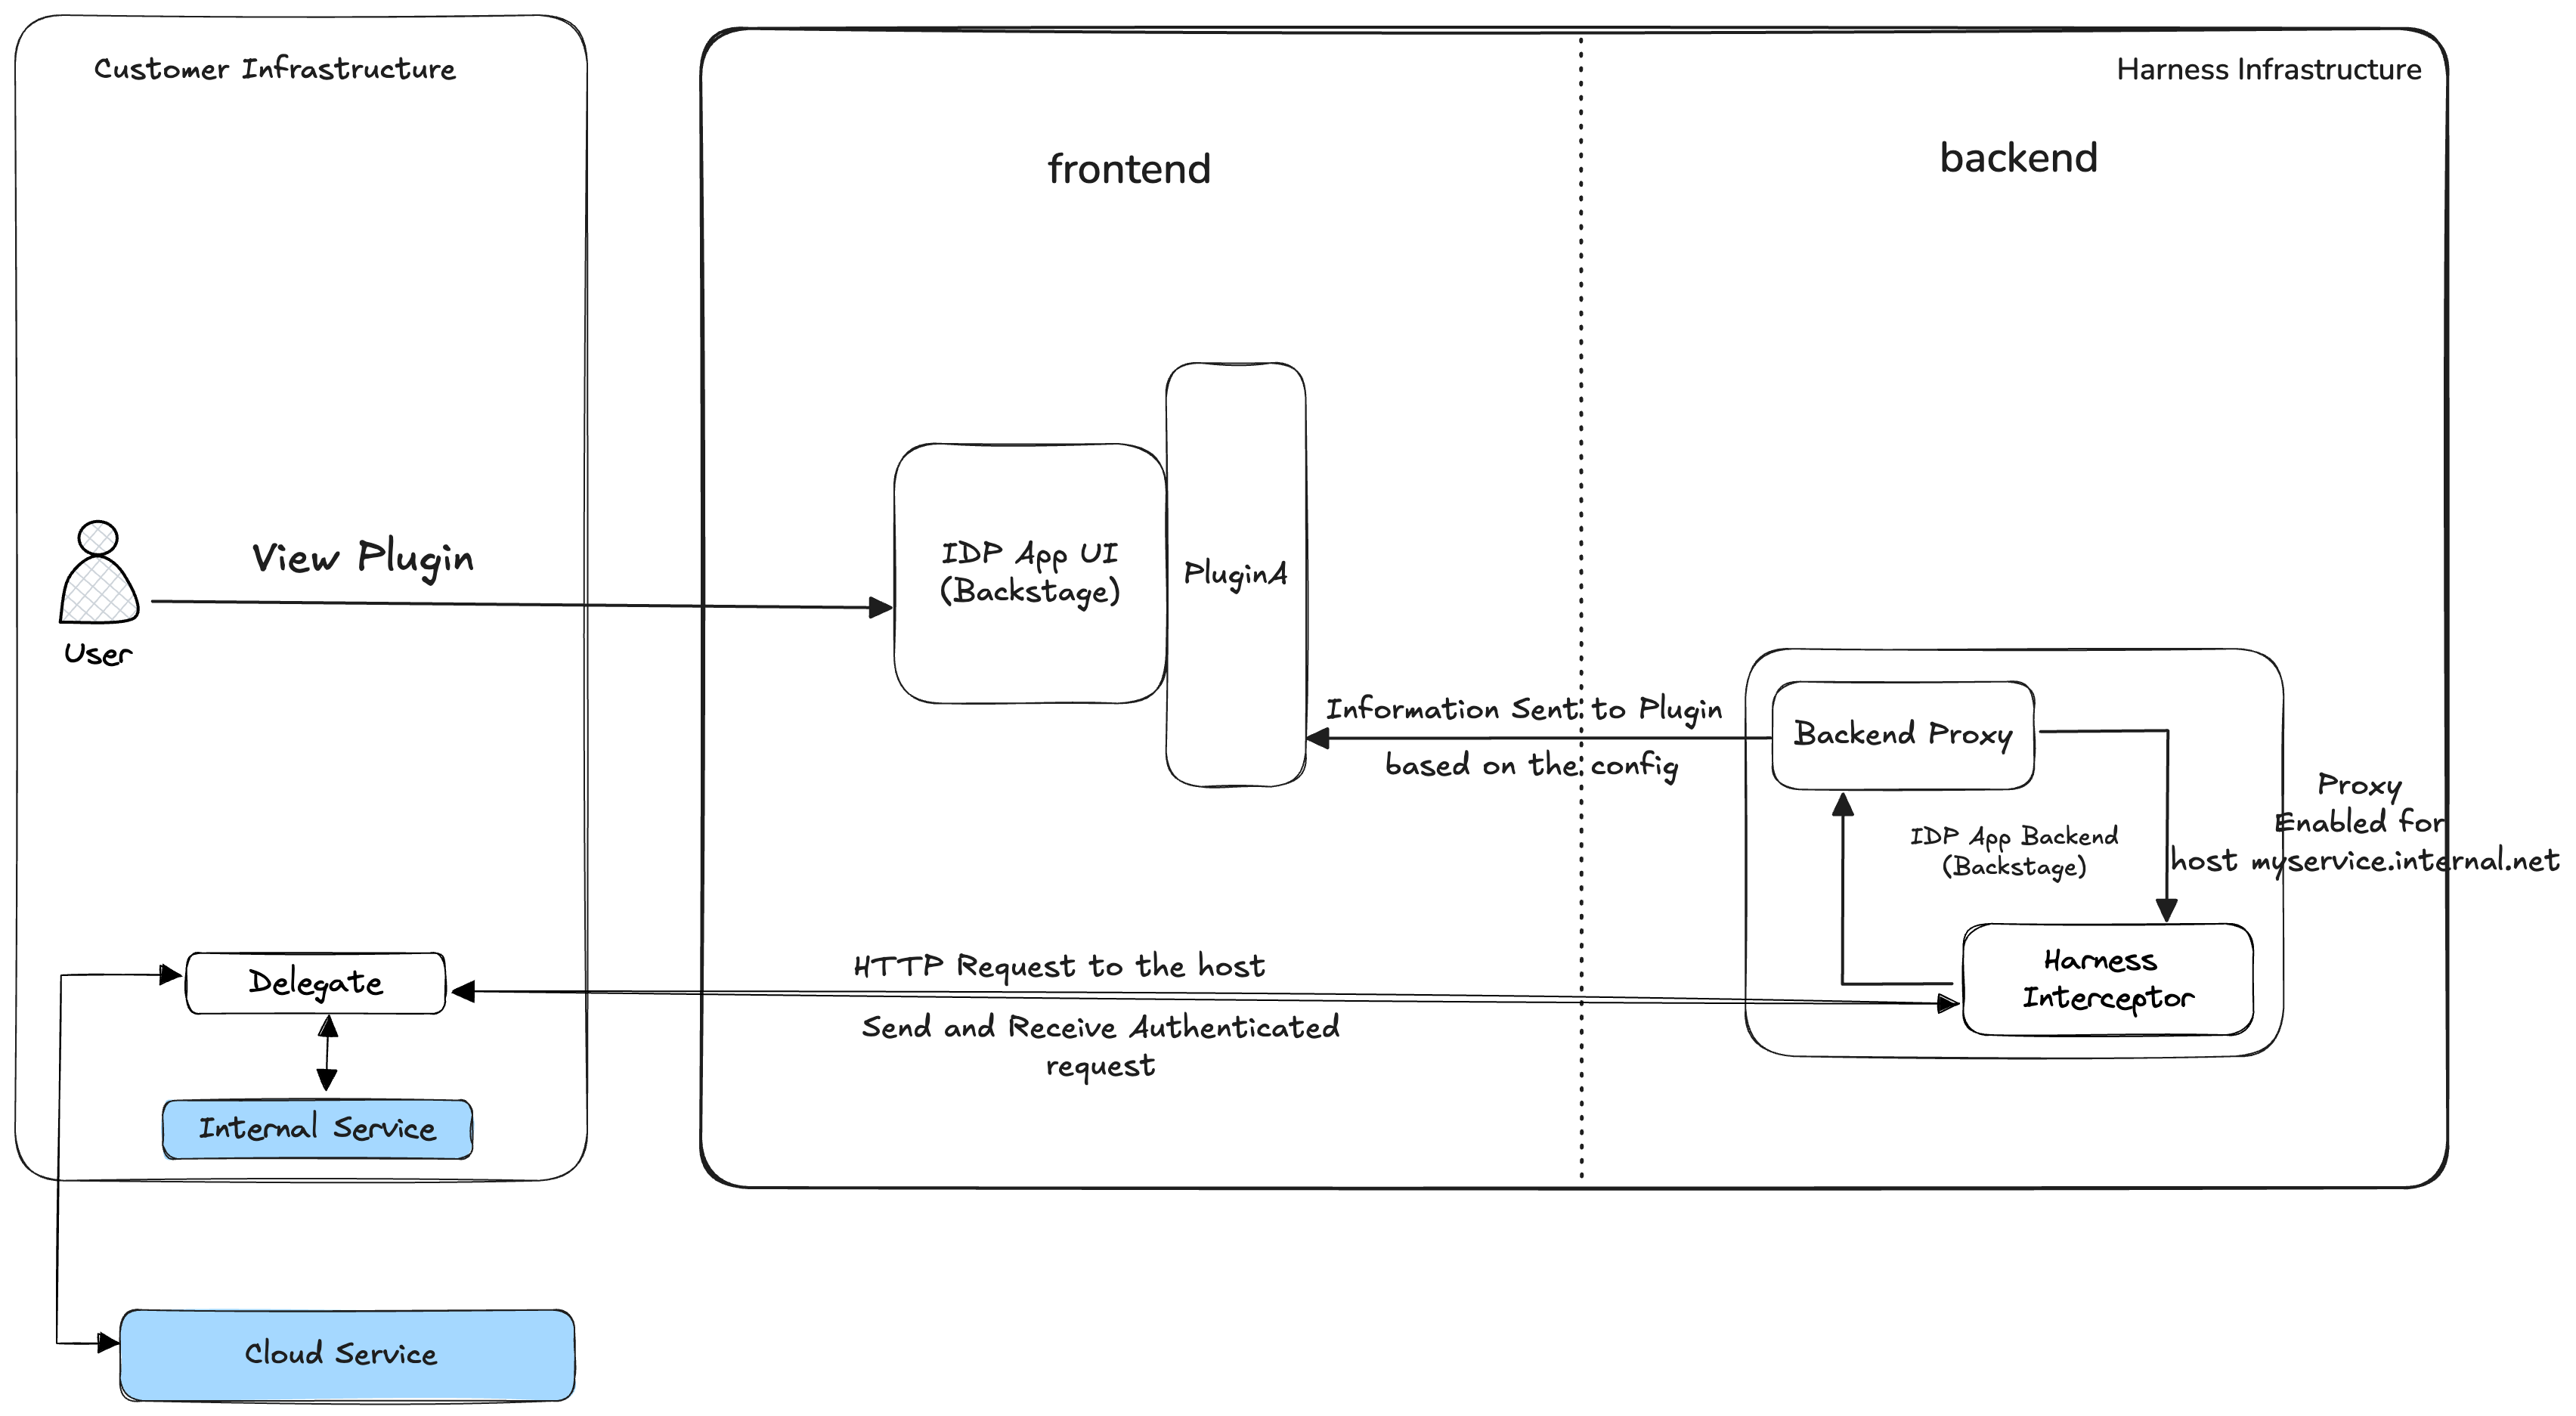 Customer Infrastructure
Harness Infrastructure
frontend
backend
View Plugin
User
IDP App UI
(Backstage)
PluginA
Information Sent to Plugin
based on the config
Backend Proxy
Proxy
Enabled for
host myservice.internal.net
IDP App Backend
(Backstage)
Harness
Interceptor
HTTP Request to the host
Send and Receive Authenticated
request
Delegate
Internal Service
Cloud Service